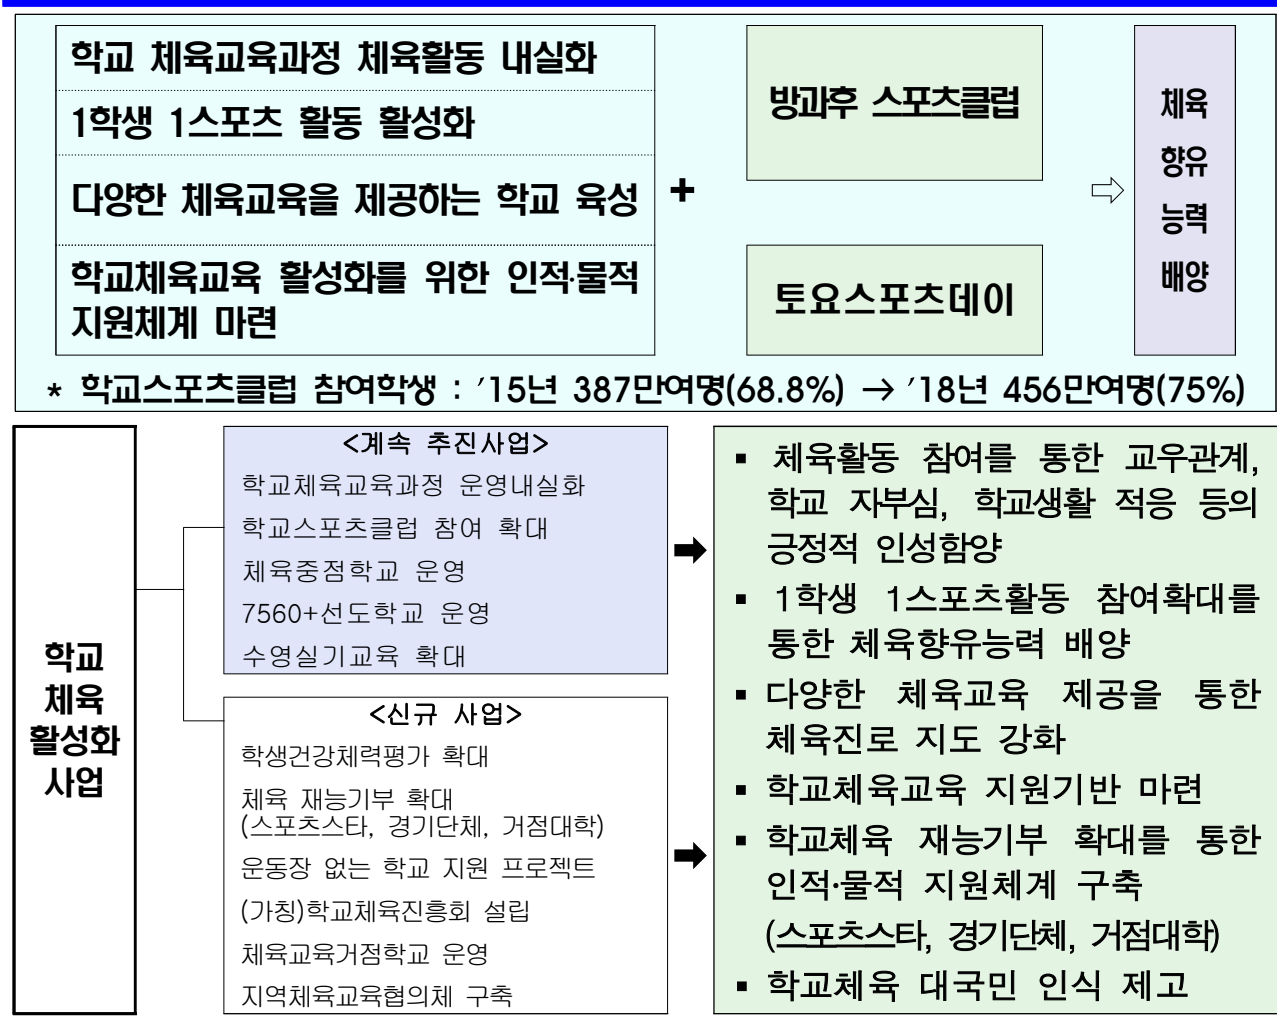 학교 체육교육과정 체육활동 내실화
1학생 1스포츠 활동 활성화
다양한 체육교육을 제공하는 학교 육성
학교체육교육 활성화를 위한 인적·물적
지원체계 마련
+
방과후 스포츠클럽
토요스포츠데이
⇨
체육
향유
능력
배양
* 학교스포츠클럽 참여학생 : ′15년 387만여명(68.8%) → ′18년 456만여명(75%)
학교
체육
활성화
사업
<계속 추진사업>
학교체육교육과정 운영내실화
학교스포츠클럽 참여 확대
체육중점학교 운영
7560+선도학교 운영
수영실기교육 확대
<신규 사업>
학생건강체력평가 확대
체육 재능기부 확대
(스포츠스타, 경기단체, 거점대학)
운동장 없는 학교 지원 프로젝트
(가칭)학교체육진흥회 설립
체육교육거점학교 운영
지역체육교육협의체 구축
▪ 체육활동 참여를 통한 교우관계,
학교 자부심, 학교생활 적응 등의
긍정적 인성함양
▪ 1학생 1스포츠활동 참여확대를
통한 체육향유능력 배양
▪ 다양한 체육교육 제공을 통한
체육진로 지도 강화
▪ 학교체육교육 지원기반 마련
▪ 학교체육 재능기부 확대를 통한
인적·물적 지원체계 구축
(스포츠스타, 경기단체, 거점대학)
▪ 학교체육 대국민 인식 제고